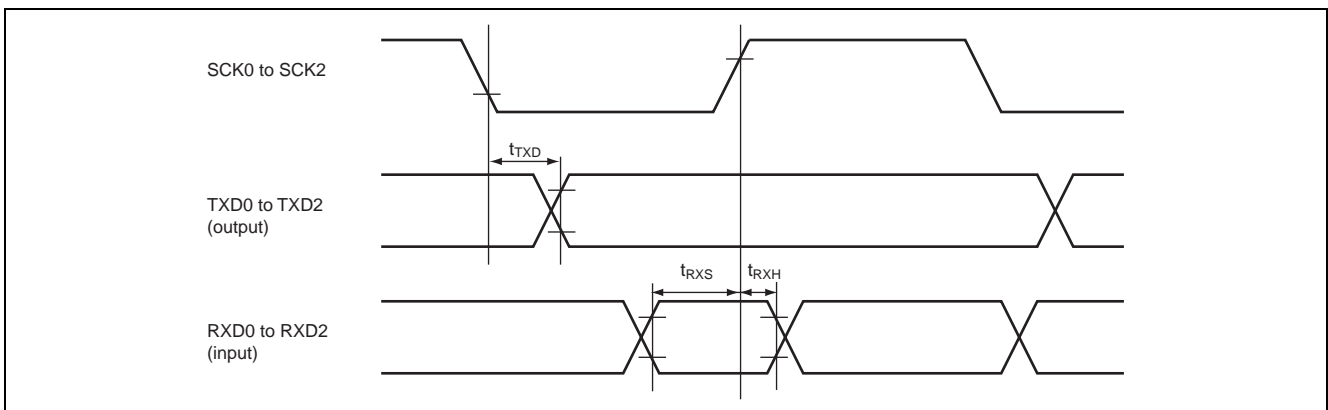 SCK0 to SCK2
tTXD
TXD0 to TXD2
(output)
tRXS
tRXH
RXD0 to RXD2
(input)